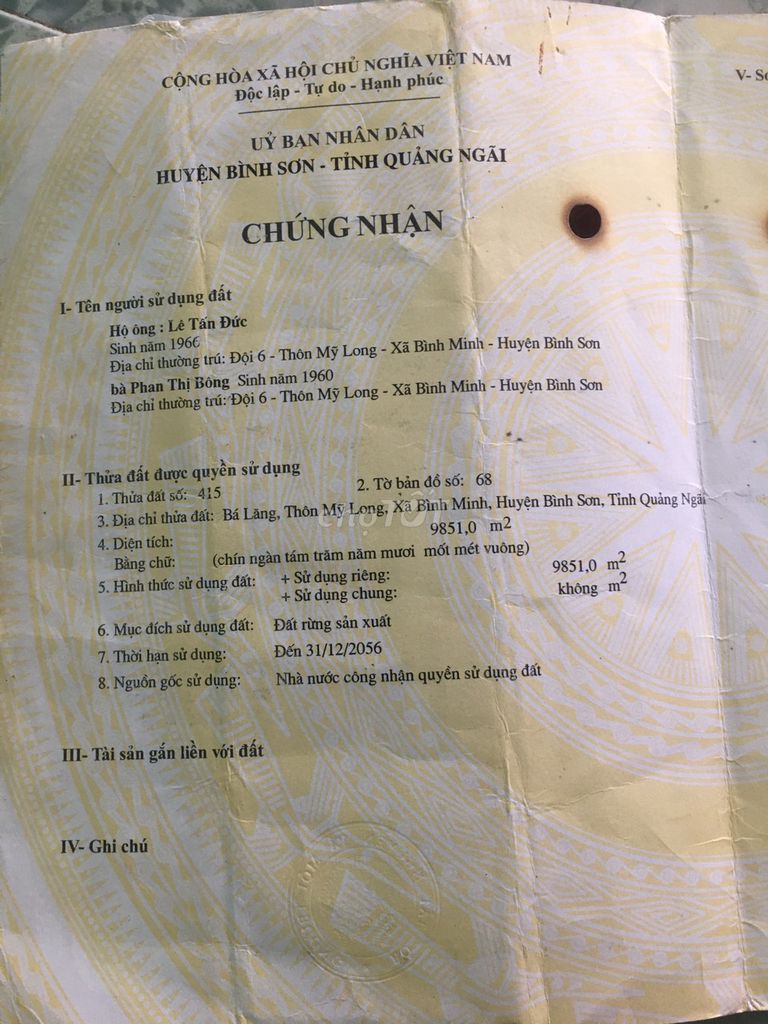 CỘNG HÒA XÃ HỘI CHỦ NGHĨA VIỆT NAM
Độc lập - Tự do - Hạnh phúc
UỶ BAN NHÂN DÂN
HUYỆN BÌNH SƠN - TỈNH QUẢNG NGÃI
CHỨNG NHẬN
I- Tên người sử dụng đất
Hộ ông : Lê Tấn Đức
Sinh năm 1966
Địa chỉ thường trú: Đội 6 - Thôn Mỹ Long - Xã Bình Minh - Huyện Bình Sơn
bà Phan Thị Bông Sinh năm 1960
Địa chỉ thường trú: Đội 6 - Thôn Mỹ Long - Xã Bình Minh - Huyện Bình Sơn
II- Thửa đất được quyền sử dụng
1. Thửa đất số: 415 2. Tờ bản đồ số: 68
3. Địa chỉ thửa đất: Bá Lăng, Thôn Mỹ Long, Xã Bình Minh, Huyện Bình Sơn, Tỉnh Quảng Ngãi
4. Diện tích: 9851,0 m2
Bằng chữ: (chín ngàn tám trăm năm mươi mốt mét vuông)
5. Hình thức sử dụng đất: + Sử dụng riêng: 9851,0 m2
+ Sử dụng chung: không m2
6. Mục đích sử dụng đất: Đất rừng sản xuất
7. Thời hạn sử dụng: Đến 31/12/2056
8. Nguồn gốc sử dụng: Nhà nước công nhận quyền sử dụng đất
III- Tài sản gắn liền với đất
IV- Ghi chú
V- Sơ
chợTỐT